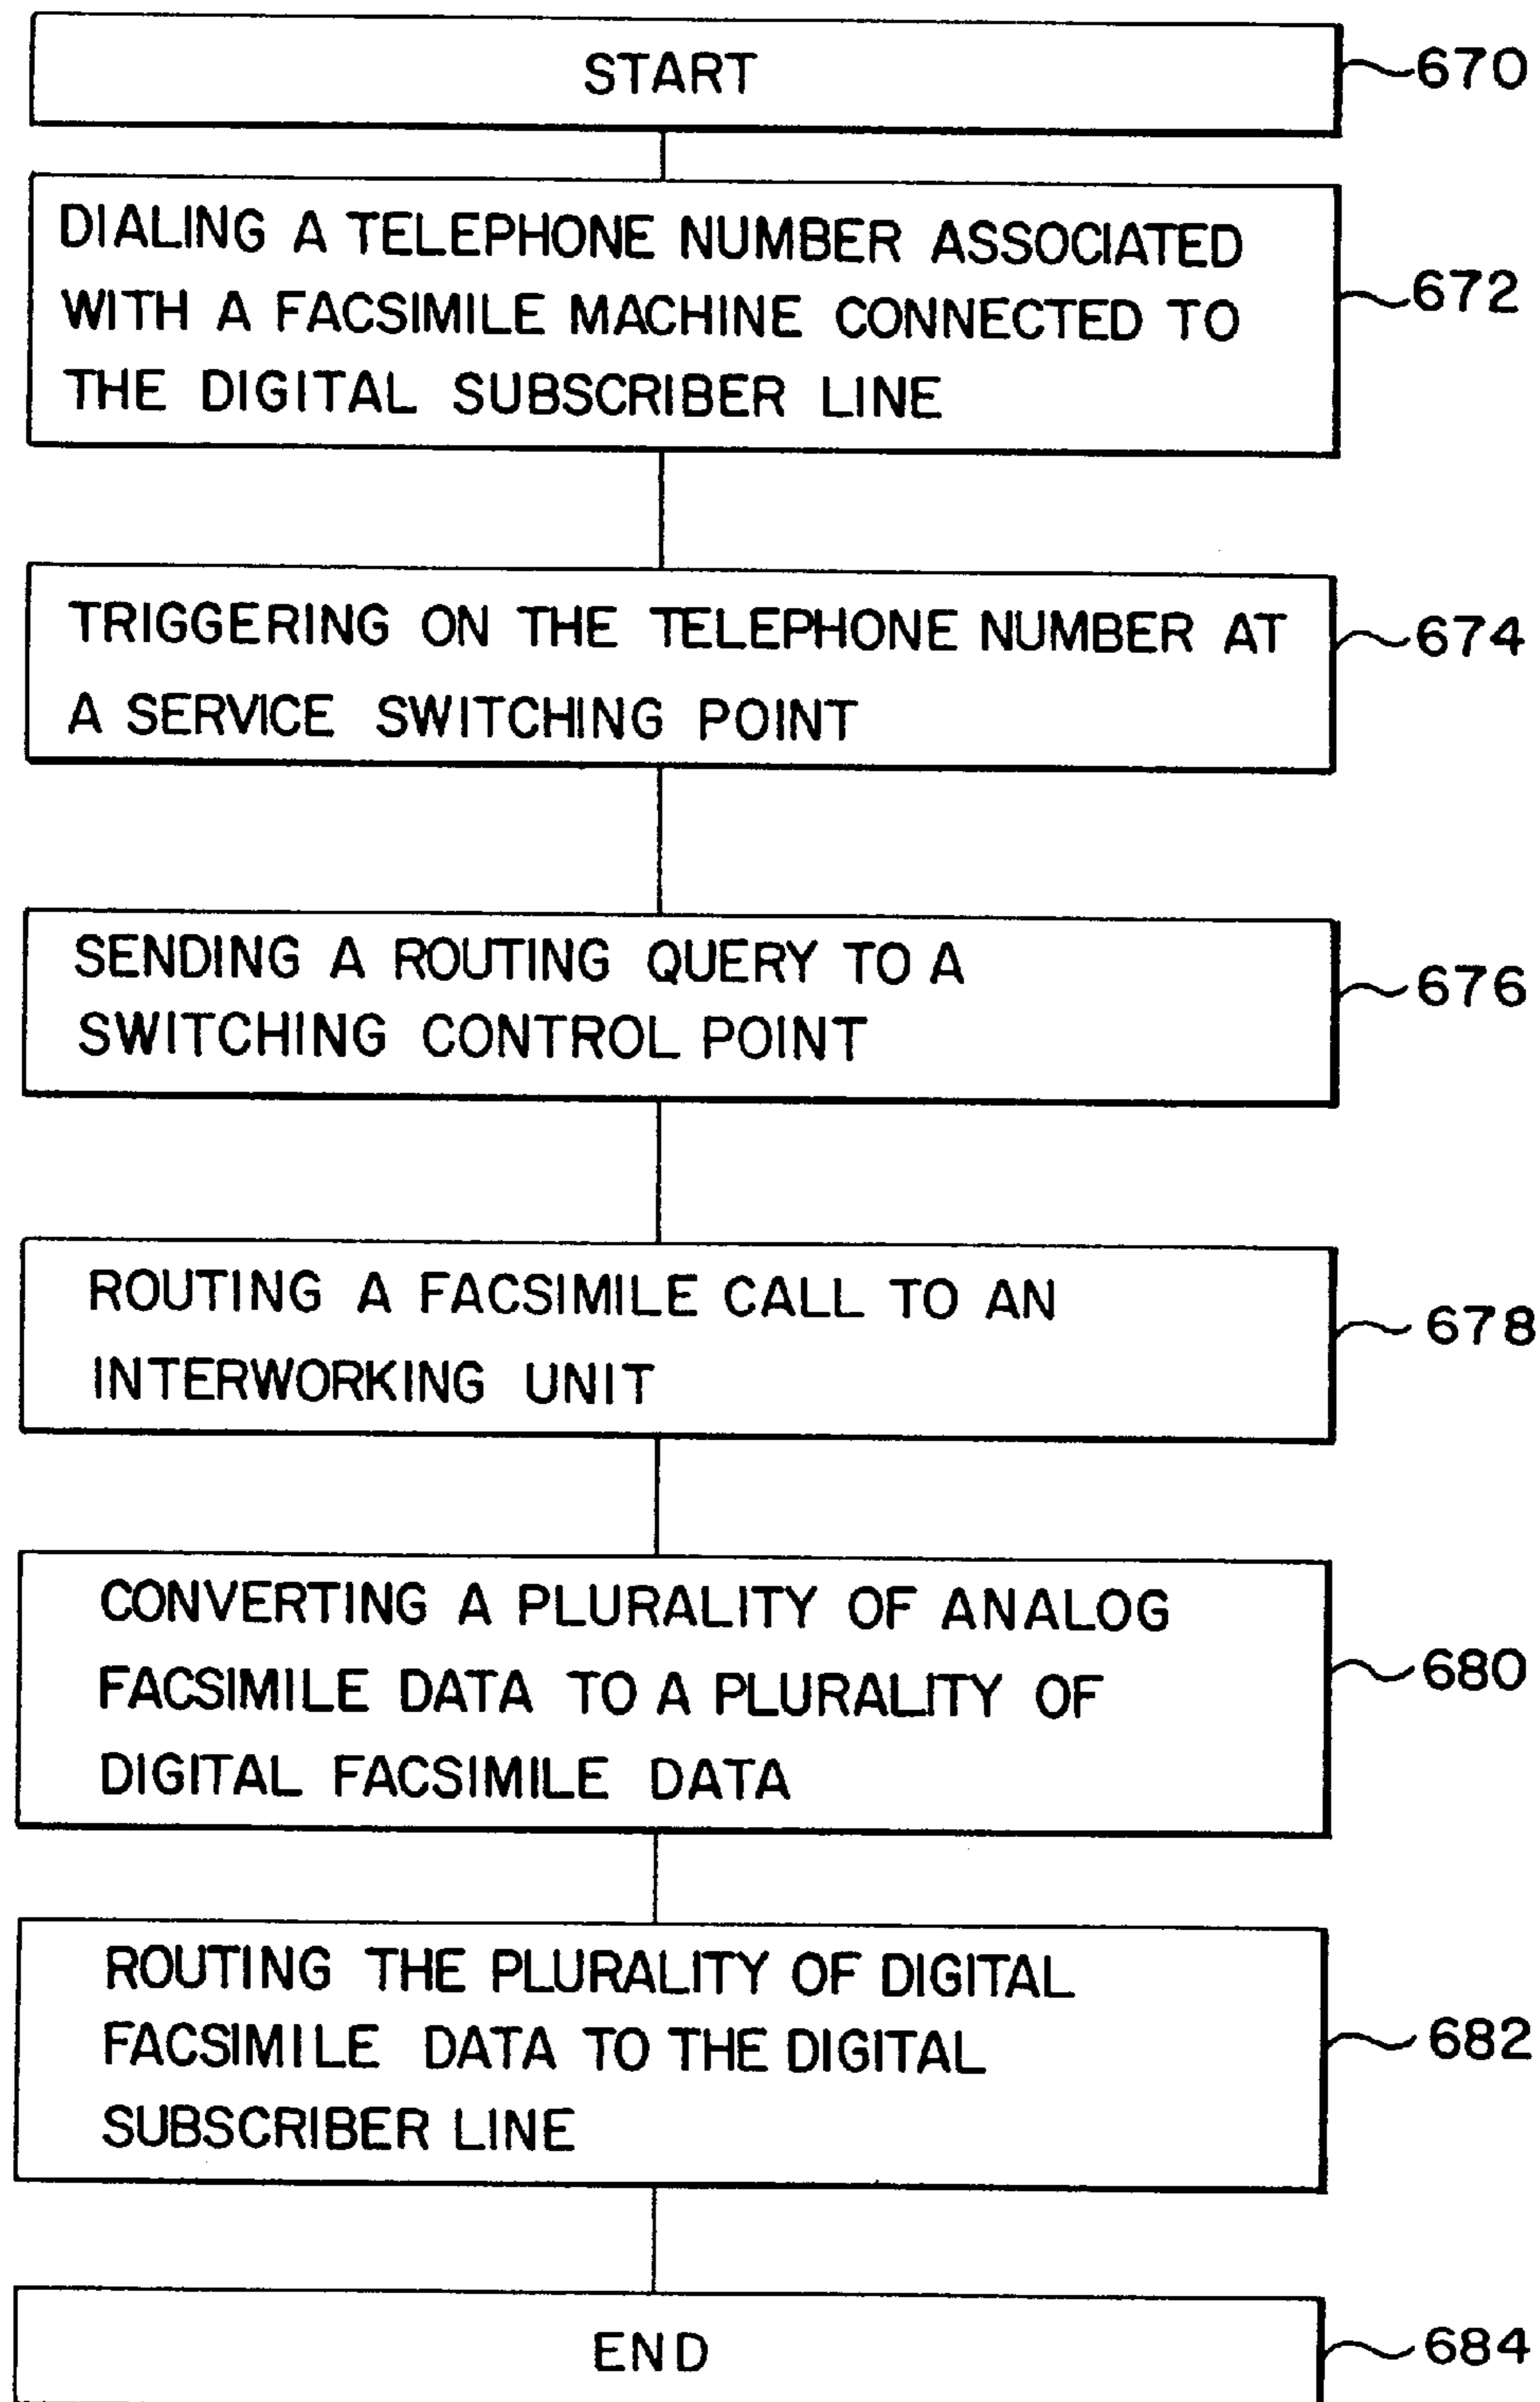 START
670
DIALING A TELEPHONE NUMBER ASSOCIATED
WITH A FACSIMILE MACHINE CONNECTED TO
THE DIGITAL SUBSCRIBER LINE
672
TRIGGERING ON THE TELEPHONE NUMBER AT
A SERVICE SWITCHING POINT
674
SENDING A ROUTING QUERY TO A
SWITCHING CONTROL POINT
676
ROUTING A FACSIMILE CALL TO AN
INTERWORKING UNIT
678
CONVERTING A PLURALITY OF ANALOG
FACSIMILE DATA TO A PLURALITY OF
DIGITAL FACSIMILE DATA
680
ROUTING THE PLURALITY OF DIGITAL
FACSIMILE DATA TO THE DIGITAL
SUBSCRIBER LINE
682
END
684